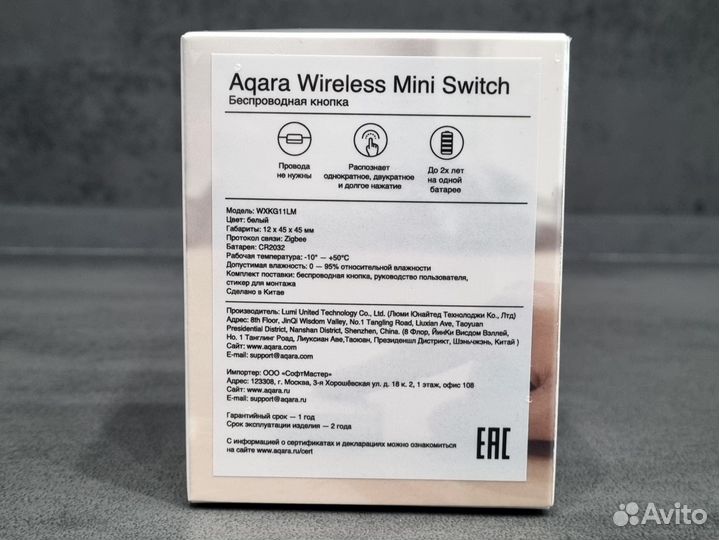 Aqara Wireless Mini Switch
Беспроводная кнопка
Провода
не нужны
Распознает
однократное, двукратное
и долгое нажатие
До 2х лет
на одной
батарее
Модель: WXKG11LM
Цвет: белый
Габариты: 12 x 45 x 45 мм
Протокол связи: Zigbee
Батарея: CR2032
Рабочая температура: -10° — +50°C
Допустимая влажность: 0 — 95% относительной влажности
Комплект поставки: беспроводная кнопка, руководство пользователя,
стикер для монтажа
Сделано в Китае
Производитель: Lumi United Technology Co., Ltd. (Люми Юнайтед Технолоджи Ко., Лтд)
Адрес: 8th Floor, JinQi Wisdom Valley, No.1 Tangling Road, Liuxian Ave, Taoyuan
Presidential District, Nanshan District, Shenzhen, China. (8 Флор, ЙинКи Висдом Вэллей,
Но. 1 Танглинг Роад, Лиуксиан Аве,Таоюан, Президеншл Дистрикт, Шэньчжэнь, Китай )
Сайт: www.aqara.com
E-mail: support@aqara.com
Импортер: ООО «СофтМастер»
Адрес: 123308, г. Москва, 3-я Хорошёвская ул. д. 18 к. 2, 1 этаж, офис 108
Сайт: www.aqara.ru
E-mail: support@aqara.ru
Гарантийный срок — 1 год
Срок эксплуатации изделия — 2 года
С информацией о сертификатах и декларациях можно ознакомиться
на сайте www.aqara.ru/cert
EAC
Avito